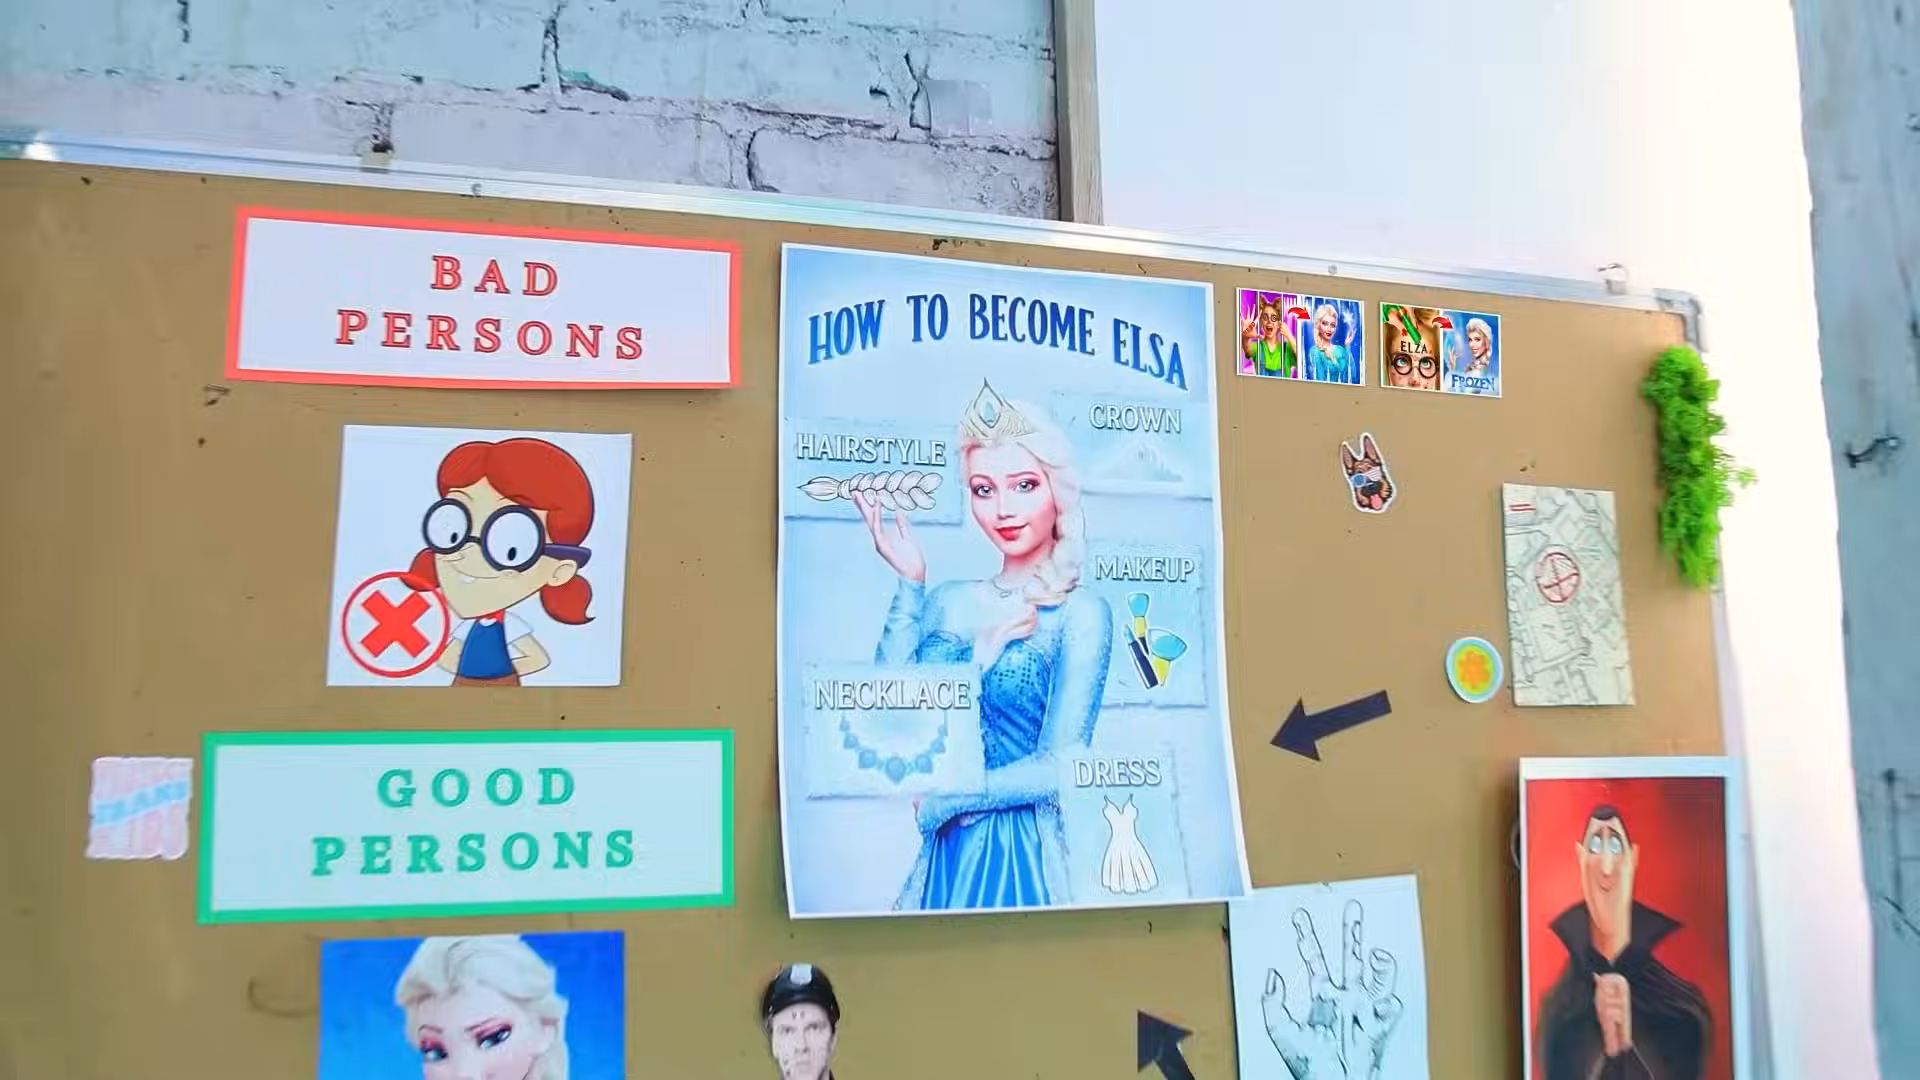 BAD
PERSONS
GOOD
PERSONS
HOW TO BECOME ELSA
HAIRSTYLE
CROWN
MAKEUP
NECKLACE
DRESS
ELZA
FROZEN